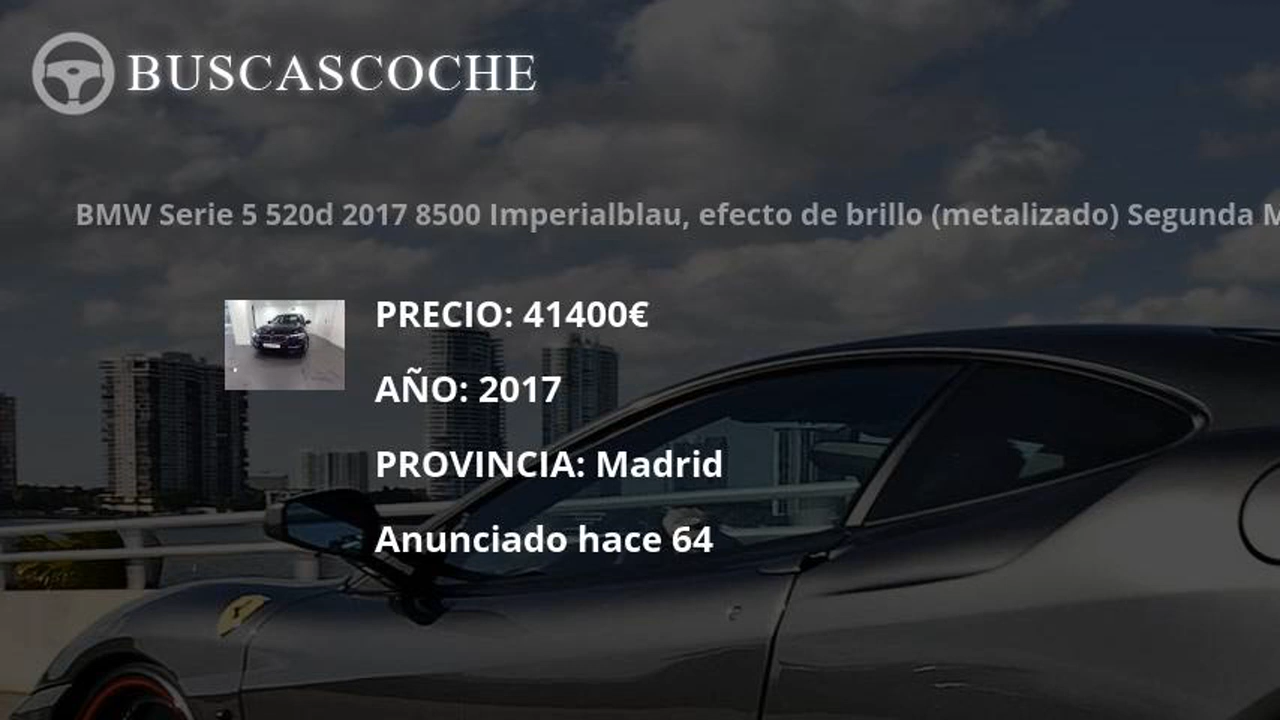 BUSCASCOCHE
BMW Serie 5 520d 2017 8500 Imperialblau, efecto de brillo (metalizado) Segunda
PRECIO: 41400€
AÑO: 2017
PROVINCIA: Madrid
Anunciado hace 64